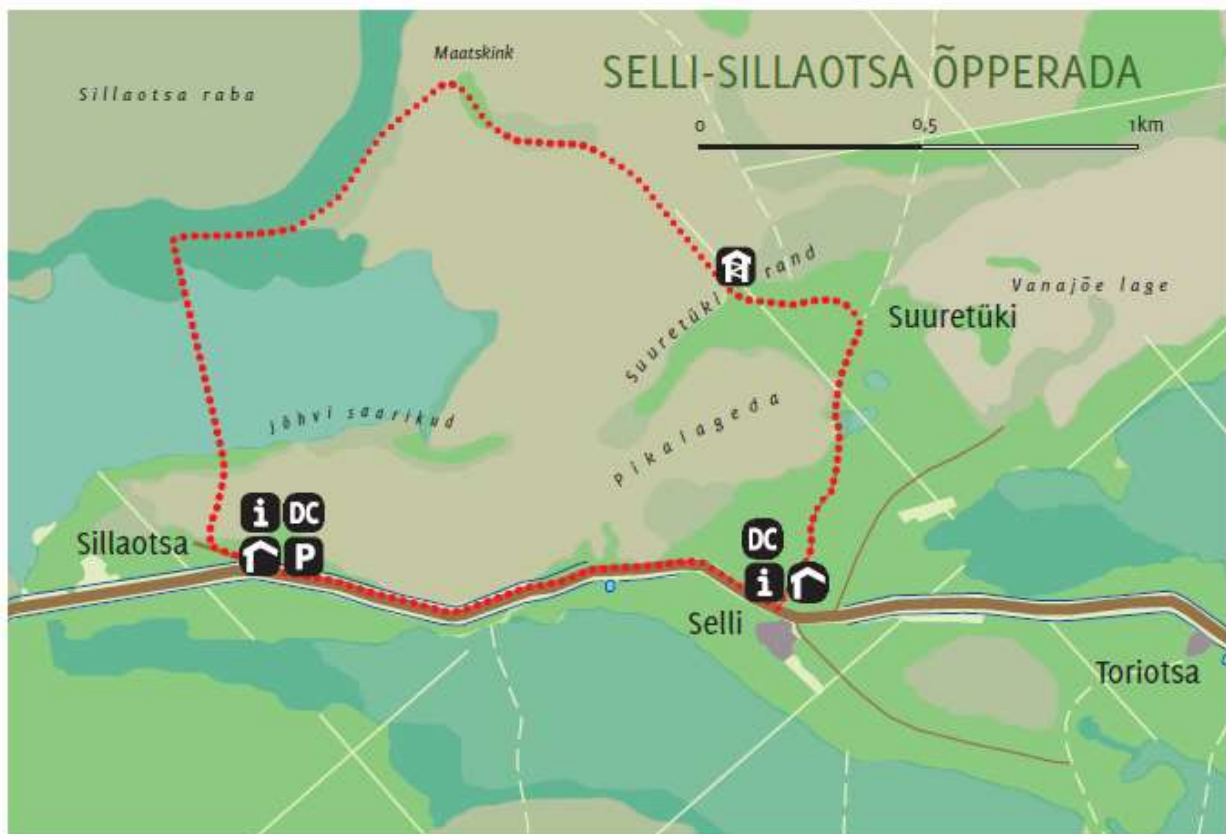 Maatskink
SELLI-SILLAOTSA ÕPPERADA
Sillaotsa raba
0 0,5 1km
Suuretüki rand
Vanajõe lage
Suuretüki
Jõhvi saarikud
Pikalageda
i DC
Sillaotsa
P
DC
i
Selli
Toriotsa